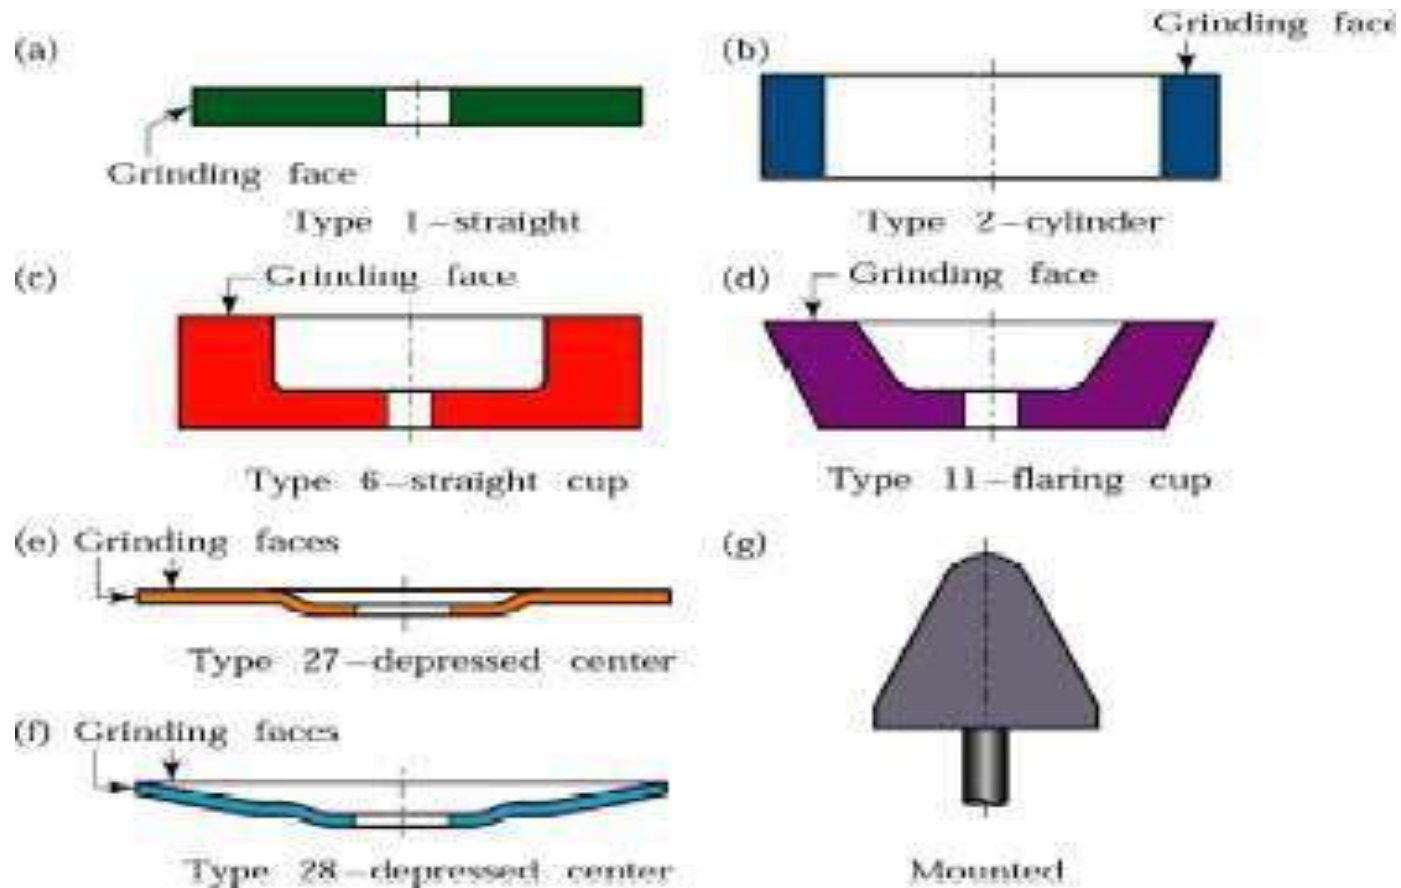 (a)
Grinding face
Type 1–straight
(b)
Grinding face
Type 2–cylinder
(c)
Grinding face
Type 6–straight cup
(d)
Grinding face
Type 11–flaring cup
(e) Grinding faces
Type 27–depressed center
(f) Grinding faces
Type 28–depressed center
(g)
Mounted